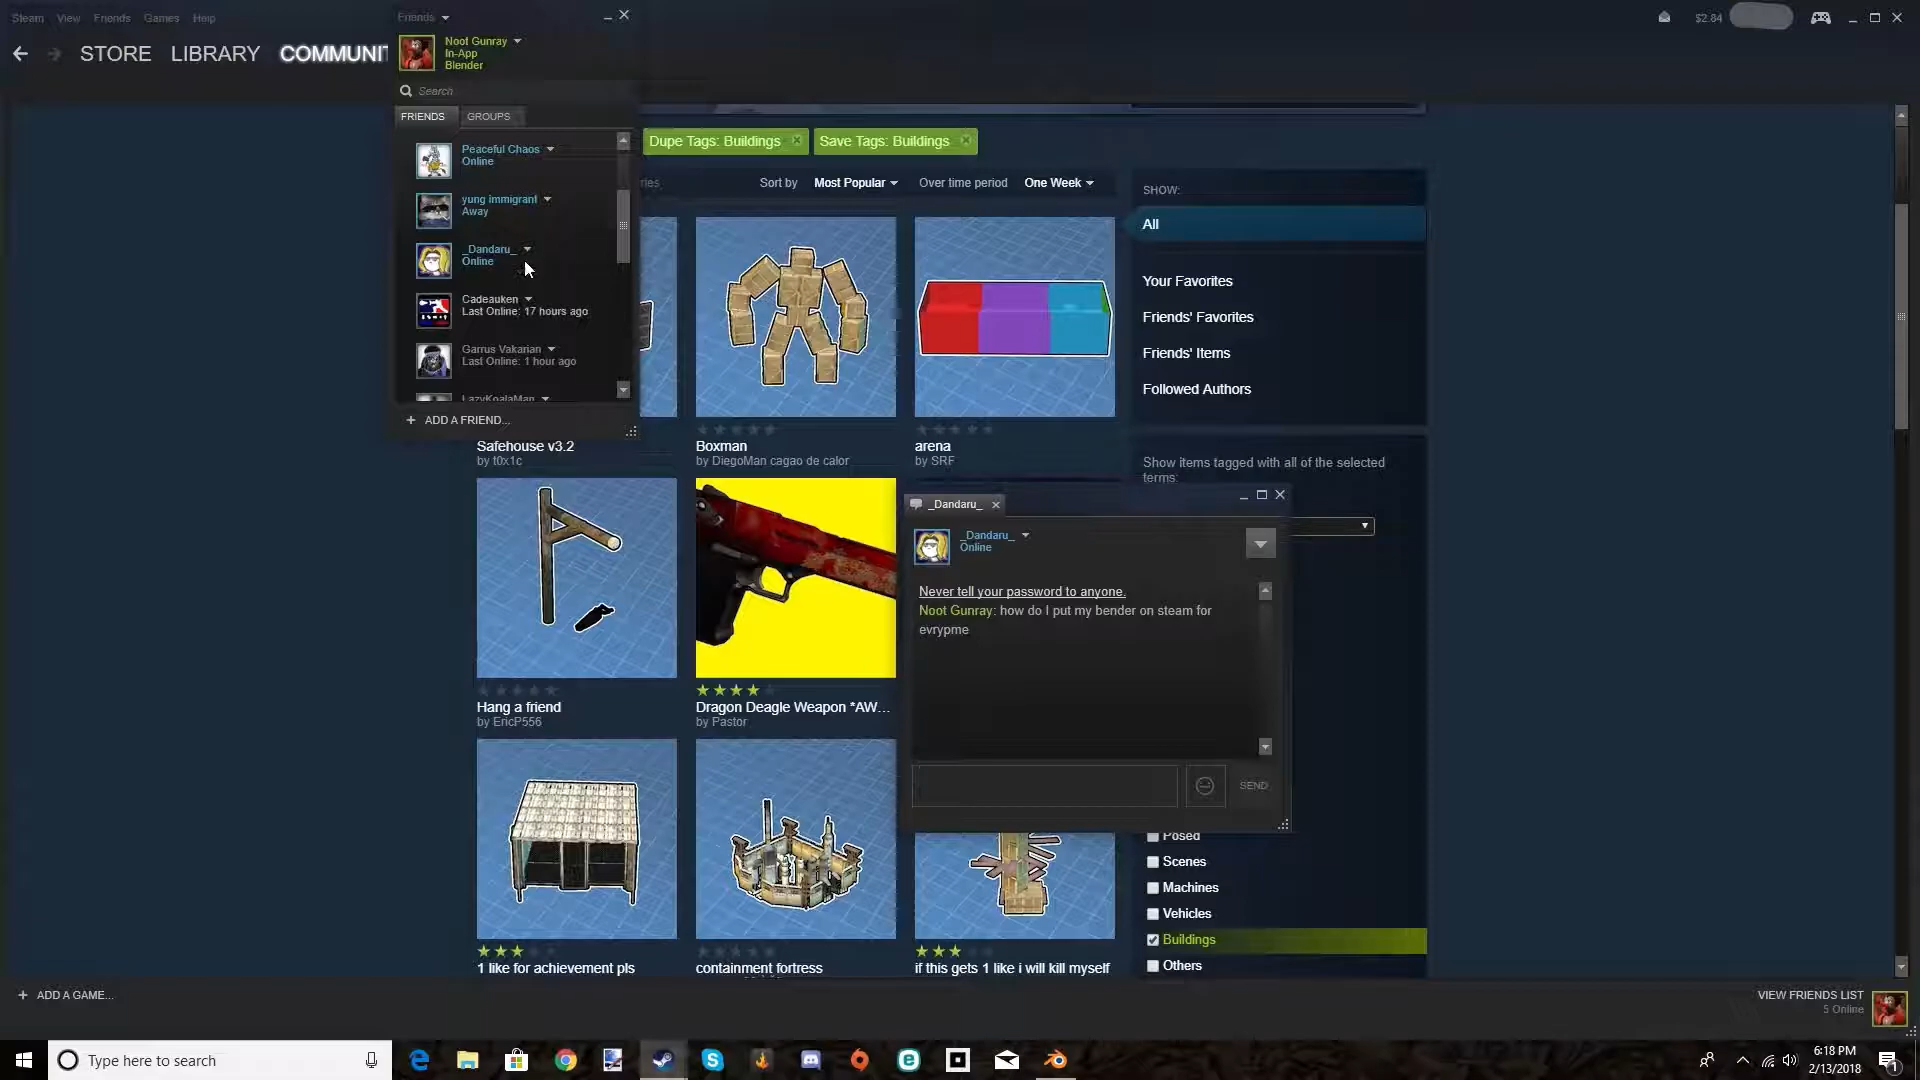 Steam View Friends Games Help
STORE LIBRARY COMMUNIT
$2.84
Friends
Noot Gunray
In-App
Blender
Search
FRIENDS GROUPS
Peaceful Chaos
Online
yung immigrant
Away
_Dandaru_
Online
Cadeauken
Last Online: 17 hours ago
Garrus Vakarian
Last Online: 1 hour ago
LazyKoalaMan
+ ADD A FRIEND...
Dupe Tags: Buildings Save Tags: Buildings
Sort by Most Popular Over time period One Week
SHOW:
All
Your Favorites
Friends' Favorites
Friends' Items
Followed Authors
Show items tagged with all of the selected
terms:
Safehouse v3.2
by t0x1c
Boxman
by DiegoMan cagao de calor
arena
by SRF
Hang a friend
by EricP556
Dragon Deagle Weapon *AW...
by Pastor
_Dandaru_
_Dandaru_
Online
Never tell your password to anyone.
Noot Gunray: how do I put my bender on steam for
evrypme
SEND
Posed
Scenes
Machines
Vehicles
Buildings
Others
1 like for achievement pls
containment fortress
if this gets 1 like i will kill myself
+ ADD A GAME...
VIEW FRIENDS LIST
5 Online
Type here to search
6:18 PM
2/13/2018